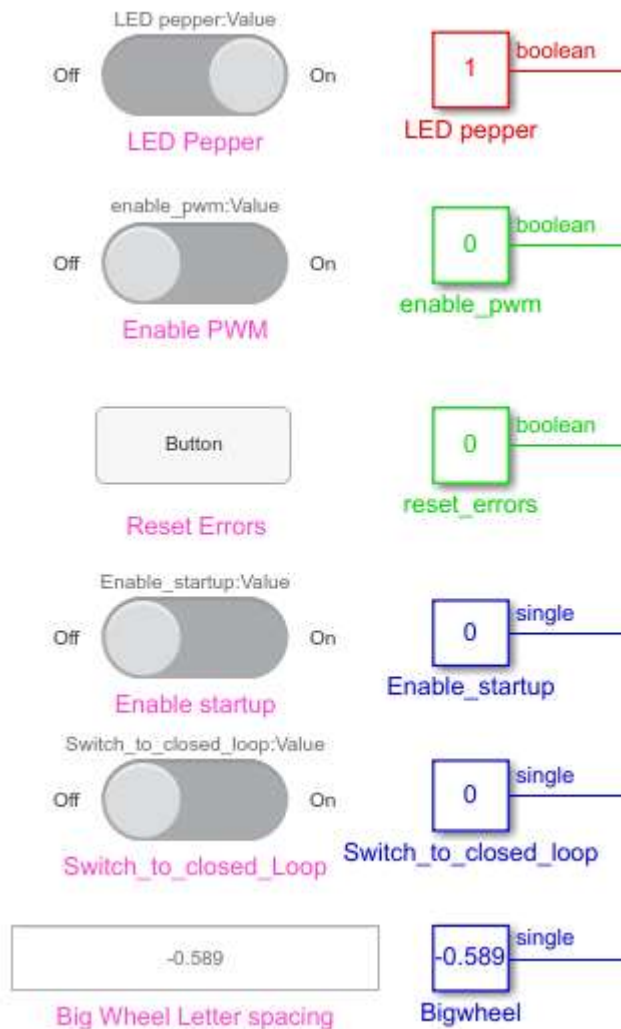 LED pepper:Value
Off On
LED Pepper
1 boolean
LED pepper
enable_pwm:Value
Off On
Enable PWM
0 boolean
enable_pwm
Button
Reset Errors
0 boolean
reset_errors
Enable_startup:Value
Off On
Enable startup
0 single
Enable_startup
Switch_to_closed_loop:Value
Off On
Switch_to_closed_Loop
0 single
Switch_to_closed_loop
-0.589
Big Wheel Letter spacing
-0.589 single
Bigwheel